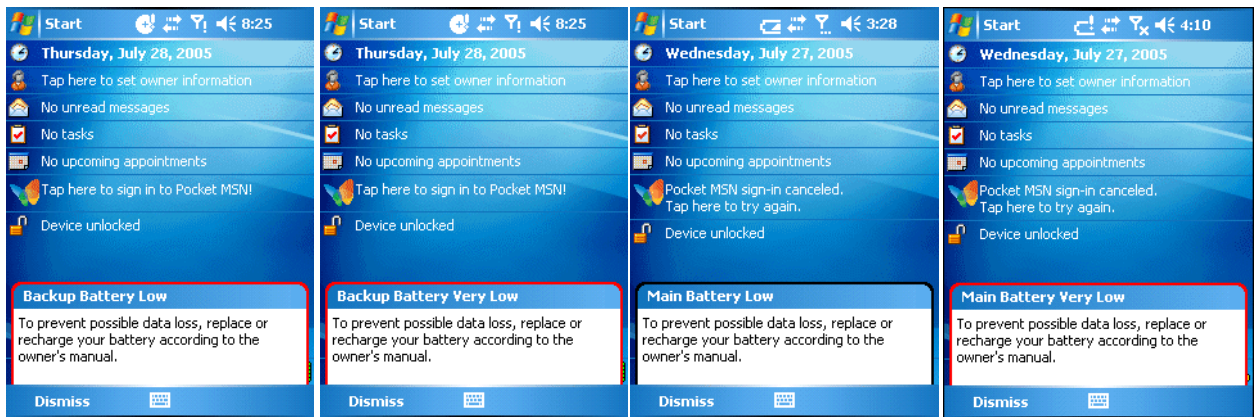 Start 8:25
Thursday, July 28, 2005
Tap here to set owner information
No unread messages
No tasks
No upcoming appointments
Tap here to sign in to Pocket MSN!
Device unlocked
Backup Battery Low
To prevent possible data loss, replace or
recharge your battery according to the
owner's manual.
Dismiss
Start 8:25
Thursday, July 28, 2005
Tap here to set owner information
No unread messages
No tasks
No upcoming appointments
Tap here to sign in to Pocket MSN!
Device unlocked
Backup Battery Very Low
To prevent possible data loss, replace or
recharge your battery according to the
owner's manual.
Dismiss
Start 3:28
Wednesday, July 27, 2005
Tap here to set owner information
No unread messages
No tasks
No upcoming appointments
Pocket MSN sign-in canceled.
Tap here to try again.
Device unlocked
Main Battery Low
To prevent possible data loss, replace or
recharge your battery according to the
owner's manual.
Dismiss
Start 4:10
Wednesday, July 27, 2005
Tap here to set owner information
No unread messages
No tasks
No upcoming appointments
Pocket MSN sign-in canceled.
Tap here to try again.
Device unlocked
Main Battery Very Low
To prevent possible data loss, replace or
recharge your battery according to the
owner's manual.
Dismiss